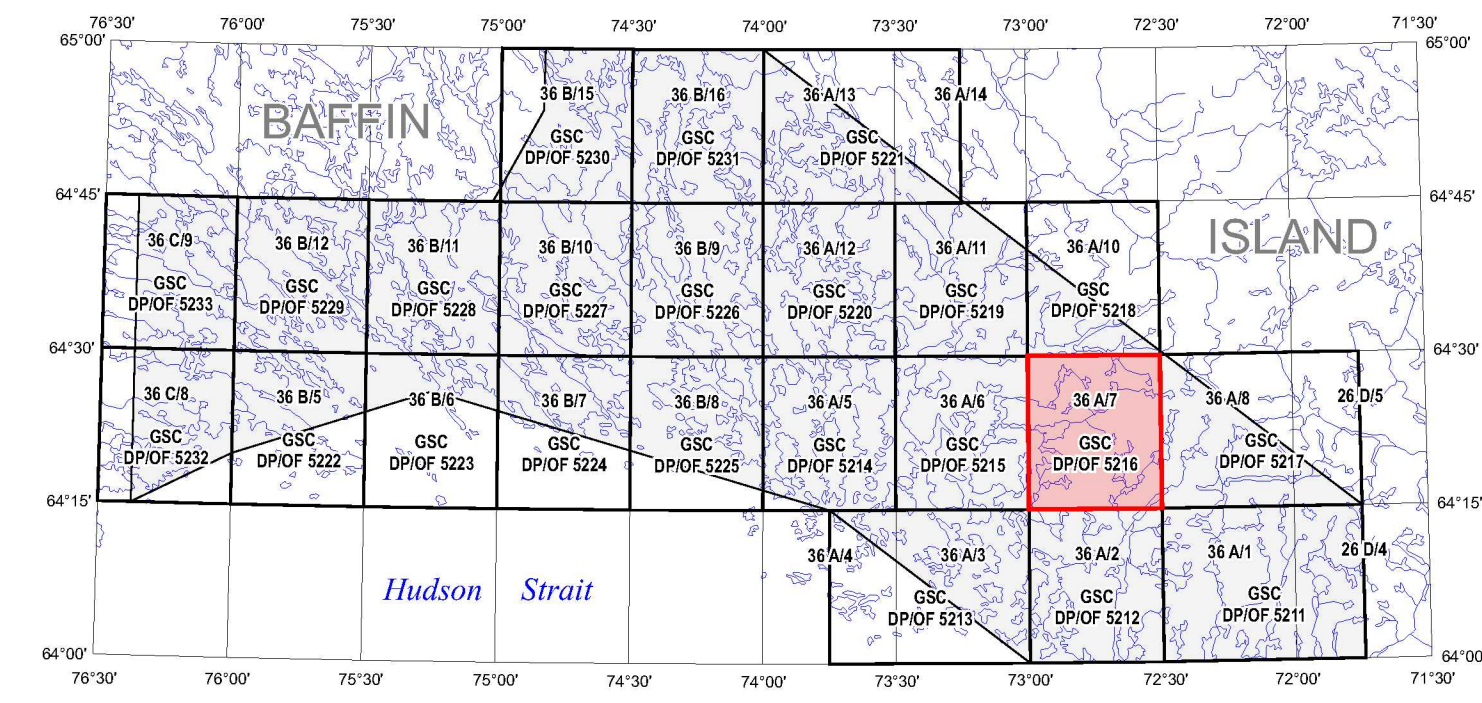 76°30' 76°00' 75°30' 75°00' 74°30' 74°00' 73°30' 73°00' 72°30' 72°00' 71°30'
65°00' 65°00'
36 B/15 36 B/16 36 A/13 36 A/14
BAFFIN
GSC GSC GSC
DP/OF 5230 DP/OF 5231 DP/OF 5221
64°45' 64°45'
36 C/9 36 B/12 36 B/11 36 B/10 36 B/9 36 A/12 36 A/11 36 A/10
ISLAND
GSC GSC GSC GSC GSC GSC GSC GSC
DP/OF 5233 DP/OF 5229 DP/OF 5228 DP/OF 5227 DP/OF 5226 DP/OF 5220 DP/OF 5219 DP/OF 5218
64°30' 64°30'
36 C/8 36 B/5 36 B/6 36 B/7 36 B/8 36 A/5 36 A/6 36 A/7 36 A/8 26 D/5
GSC GSC GSC GSC GSC GSC GSC GSC GSC
DP/OF 5232 DP/OF 5222 DP/OF 5223 DP/OF 5224 DP/OF 5225 DP/OF 5214 DP/OF 5215 DP/OF 5216 DP/OF 5217
64°15' 64°15'
36 A/4 36 A/3 36 A/2 36 A/1 26 D/4
Hudson Strait
GSC GSC GSC
DP/OF 5213 DP/OF 5212 DP/OF 5211
64°00' 64°00'
76°30' 76°00' 75°30' 75°00' 74°30' 74°00' 73°30' 73°00' 72°30' 72°00' 71°30'